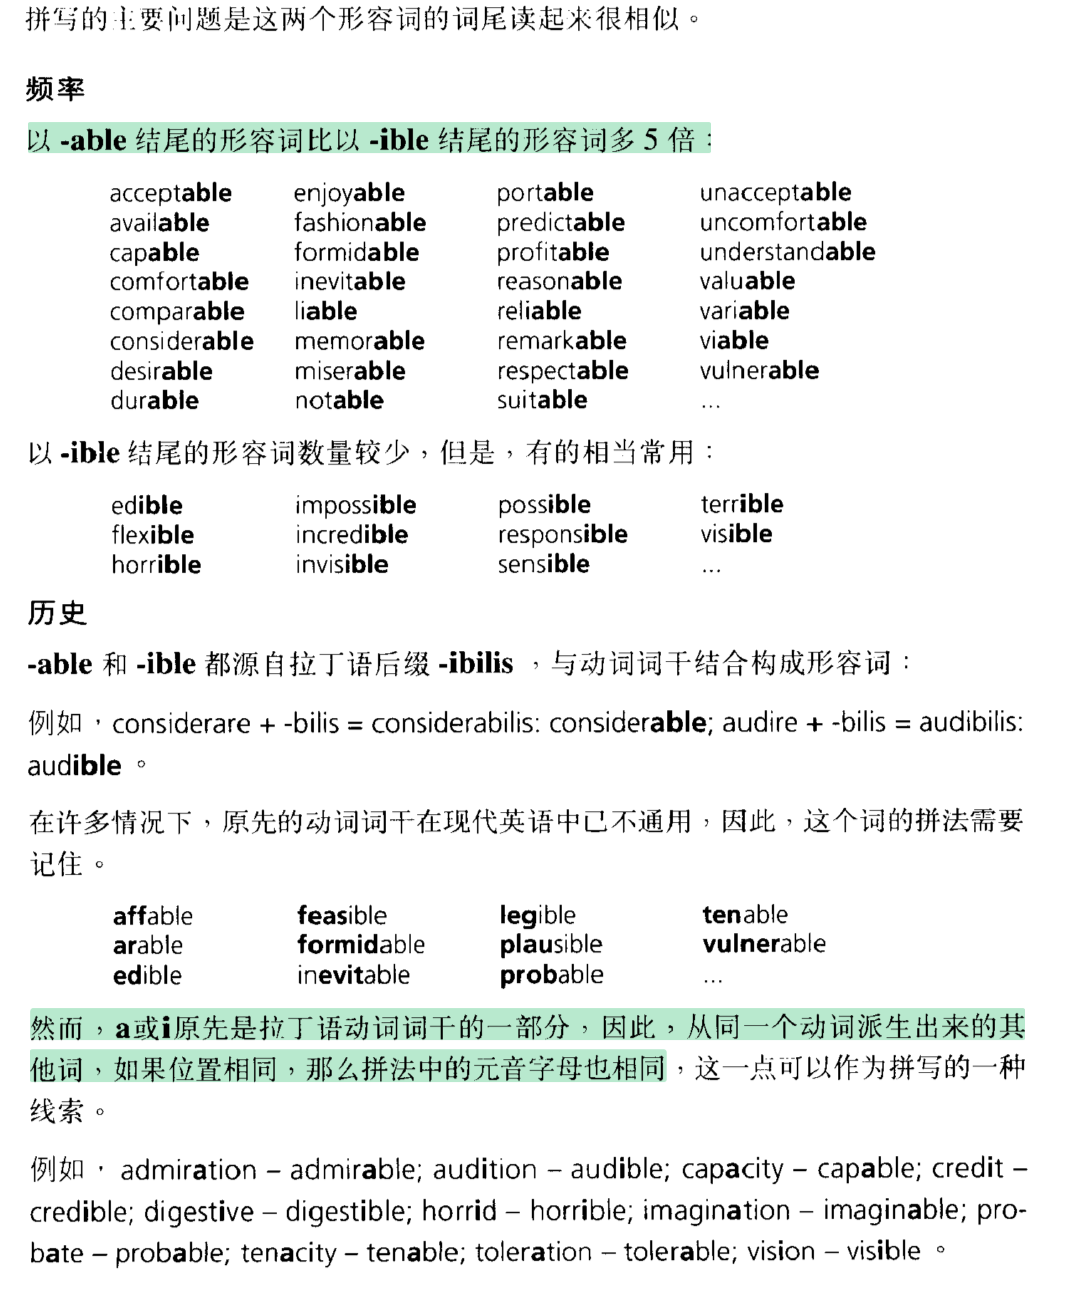 拼写的主要问题是这两个形容词的词尾读起来很相似。
频率
以 -able 结尾的形容词比以 -ible 结尾的形容词多 5 倍：
acceptable enjoyable portable unacceptable
available fashionable predictable uncomfortable
capable formidable profitable understandable
comfortable inevitable reasonable valuable
comparable liable reliable variable
considerable memorable remarkable viable
desirable miserable respectable vulnerable
durable notable suitable ...
以 -ible 结尾的形容词数量较少，但是，有的相当常用：
edible impossible possible terrible
flexible incredible responsible visible
horrible invisible sensible ...
历史
-able 和 -ible 都源自拉丁语后缀 -ibilis ，与动词词干结合构成形容词：
例如，considerare + -bilis = considerabilis: considerable; audire + -bilis = audibilis:
audible 。
在许多情况下，原先的动词词干在现代英语中已不通用，因此，这个词的拼法需要
记住。
affable feasible legible tenable
arable formidable plausible vulnerable
edible inevitable probable ...
然而，a或i原先是拉丁语动词词干的一部分，因此，从同一个动词派生出来的其
他词，如果位置相同，那么拼法中的元音字母也相同，这一点可以作为拼写的一种
线索。
例如， admiration – admirable; audition – audible; capacity – capable; credit –
credible; digestive – digestible; horrid – horrible; imagination – imaginable; pro-
bate – probable; tenacity – tenable; toleration – tolerable; vision – visible 。